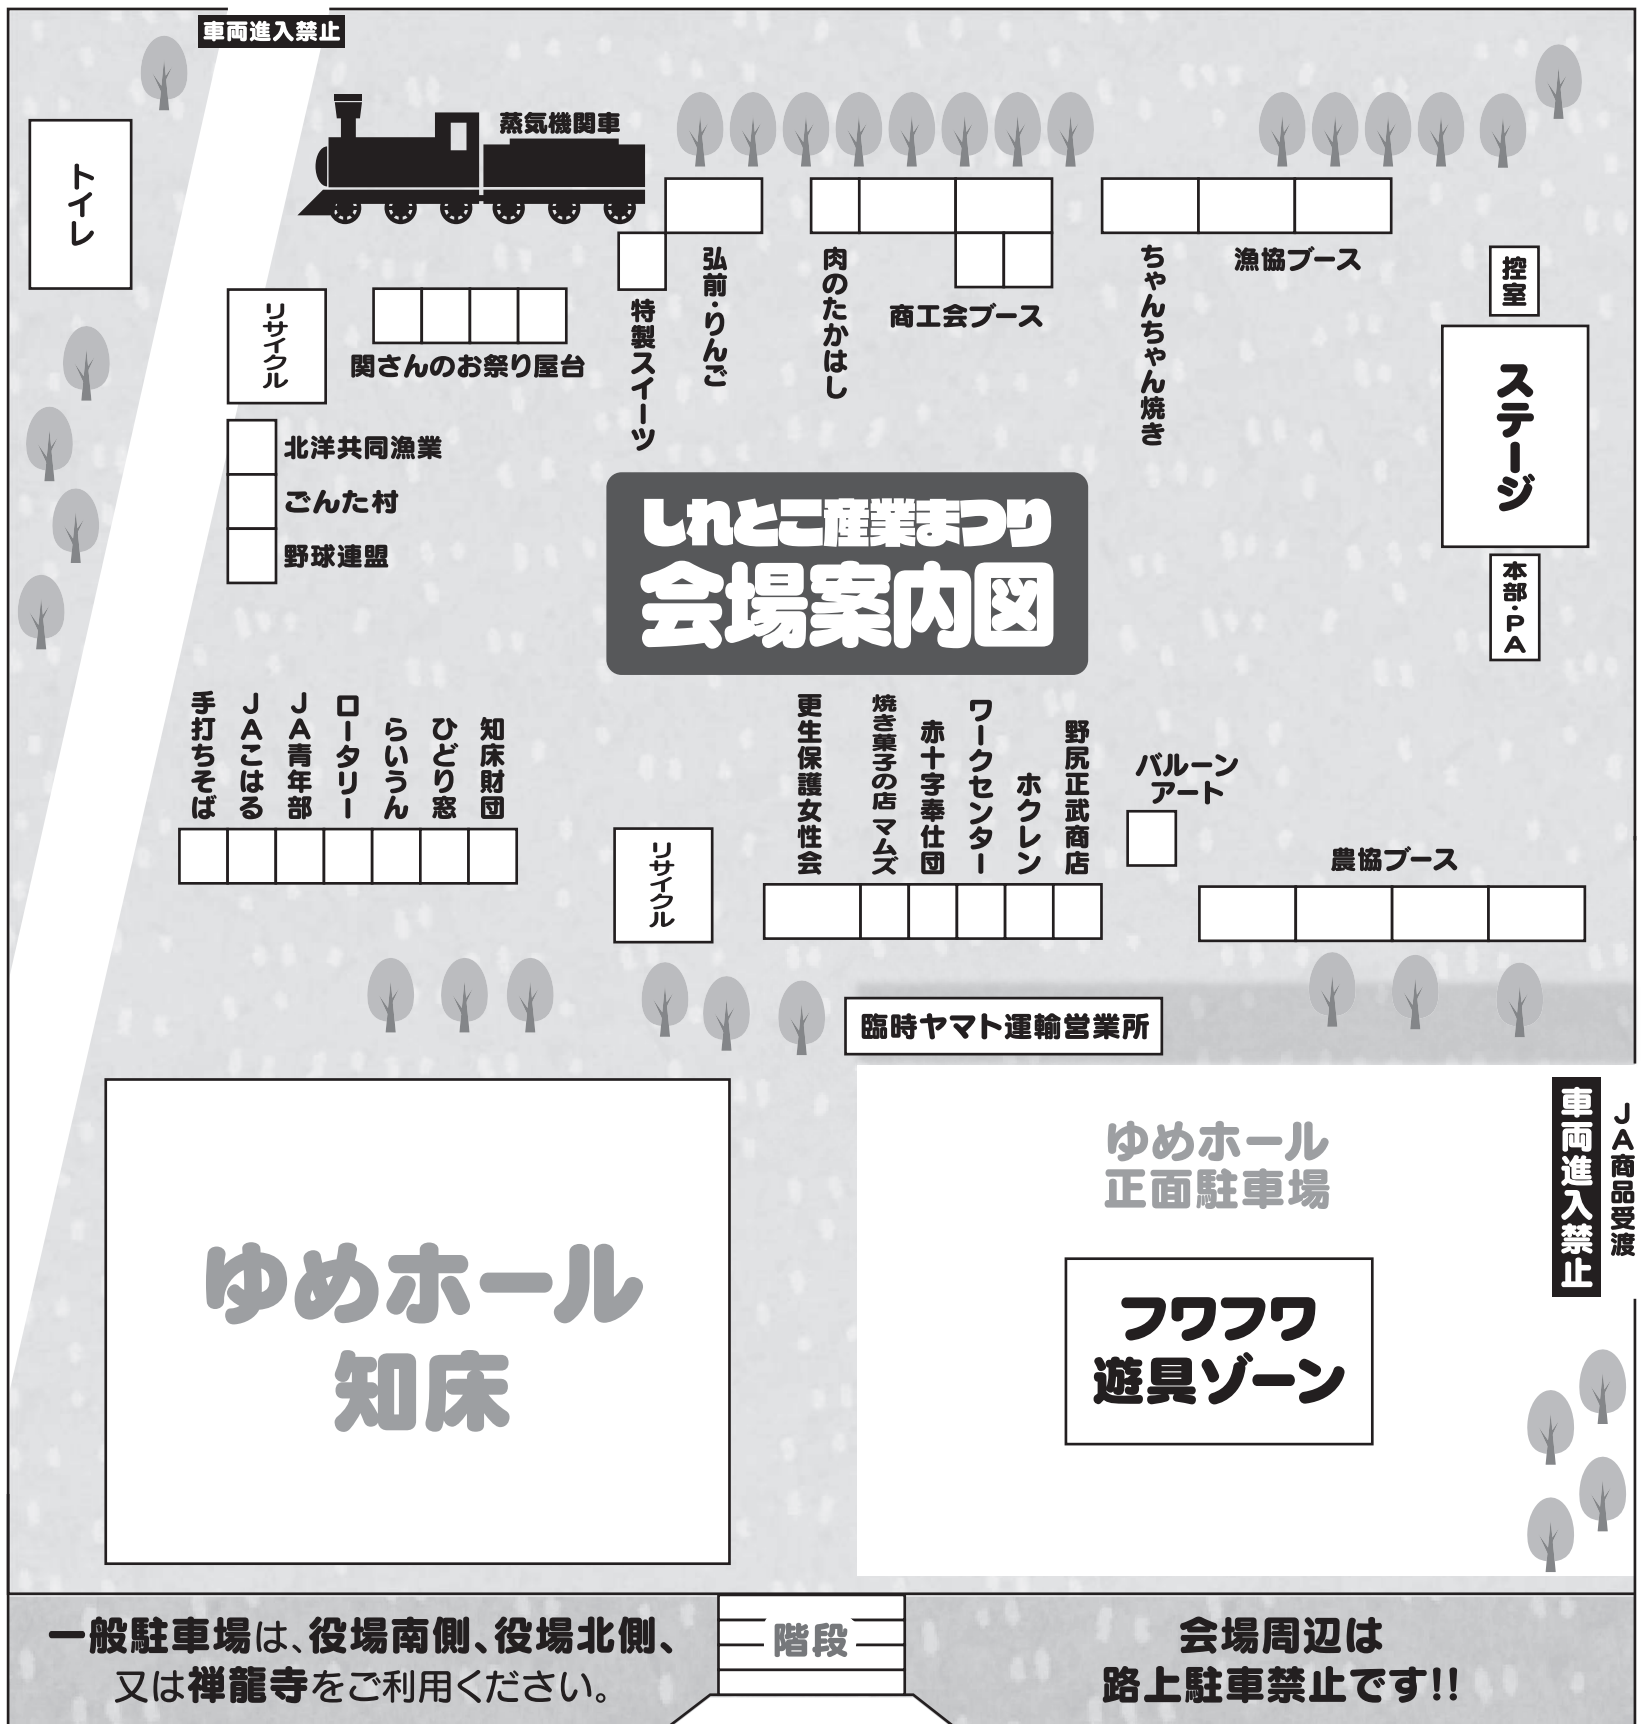 車両進入禁止
蒸気機関車
トイレ
リサイクル
関さんのお祭り屋台
特製スイーツ
弘前・りんご
肉のたかはし
商工会ブース
ちゃんちゃん焼き
漁協ブース
控室
ステージ
本部・PA
北洋共同漁業
ごんた村
野球連盟
しれとこ産業まつり
会場案内図
手打ちそば
JAこはる
JA青年部
ロータリー
らいうん
ひどり窓
知床財団
リサイクル
更生保護女性会
焼き菓子の店 マムズ
赤十字奉仕団
ワークセンター
ホクレン
野尻正武商店
バルーン
アート
農協ブース
臨時ヤマト運輸営業所
ゆめホール
知床
ゆめホール
正面駐車場
フワフワ
遊具ゾーン
車両進入禁止
JA商品受渡
一般駐車場は、役場南側、役場北側、
又は禅龍寺をご利用ください。
階段
会場周辺は
路上駐車禁止です!!